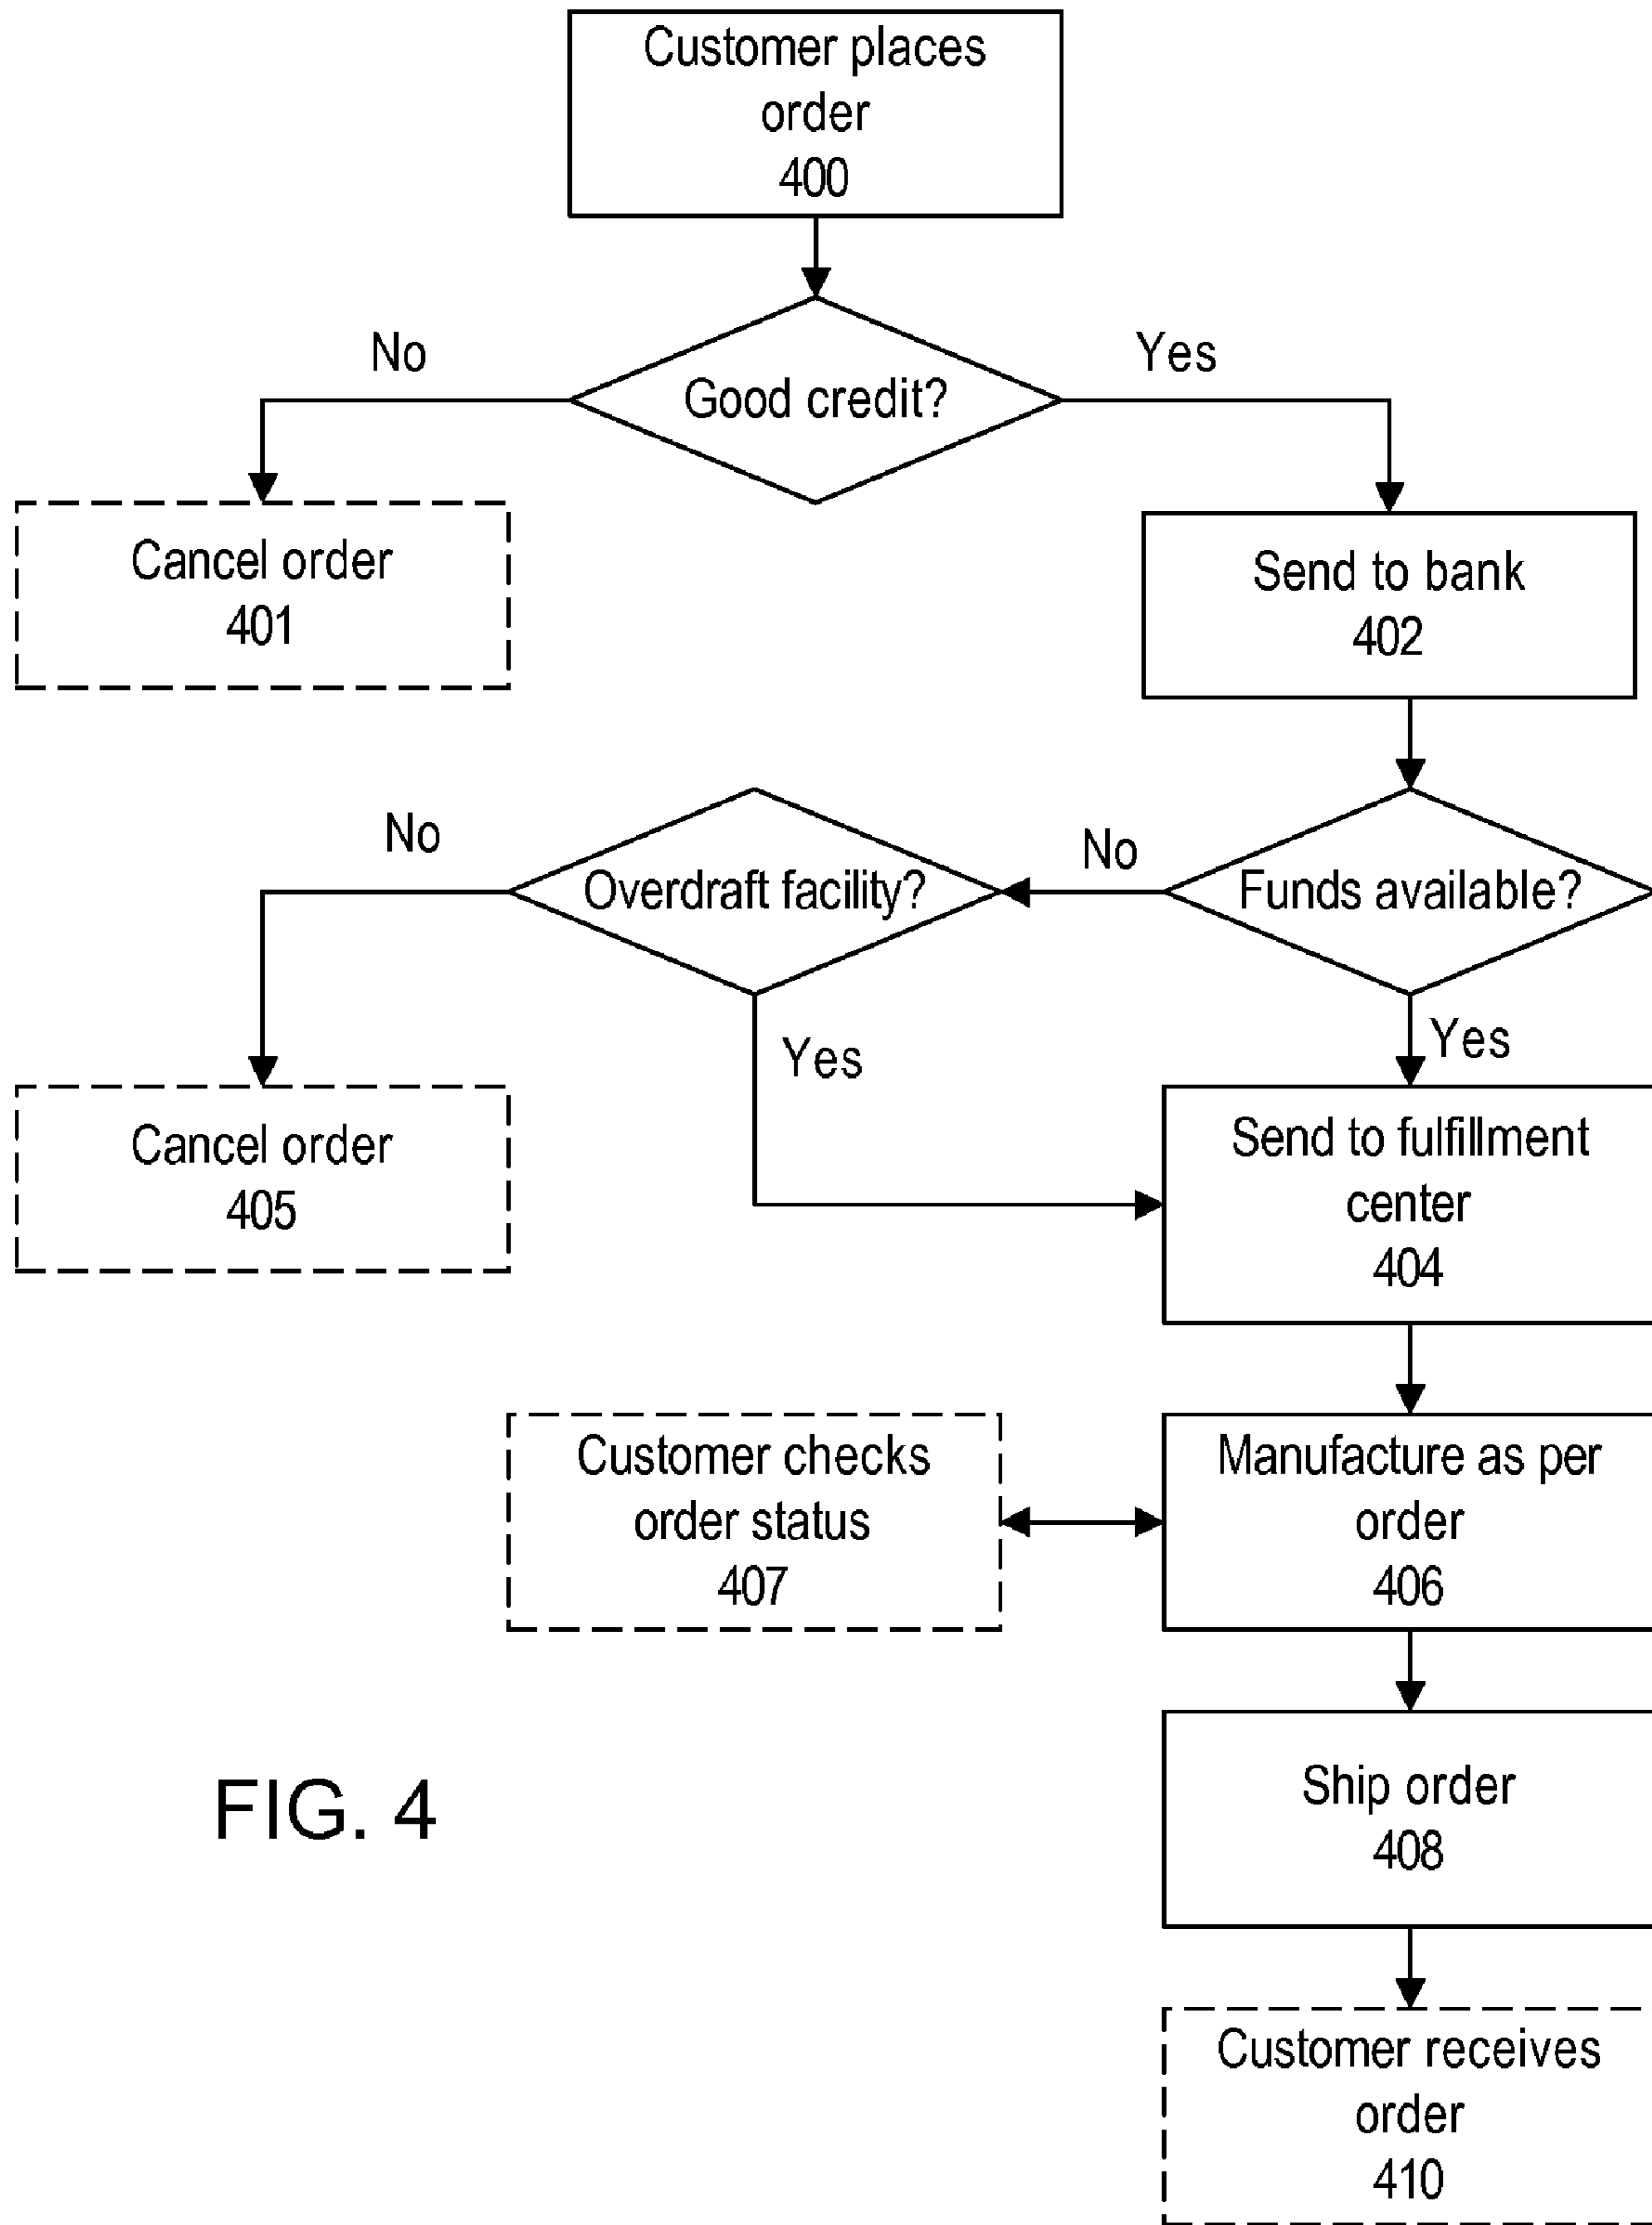 Customer places
order
400
No
Yes
Good credit?
Cancel order
401
Send to bank
402
No
No
Overdraft facility?
Funds available?
Yes
Yes
Cancel order
405
Send to fulfillment
center
404
Customer checks
order status
407
Manufacture as per
order
406
Ship order
408
FIG. 4
Customer receives
order
410